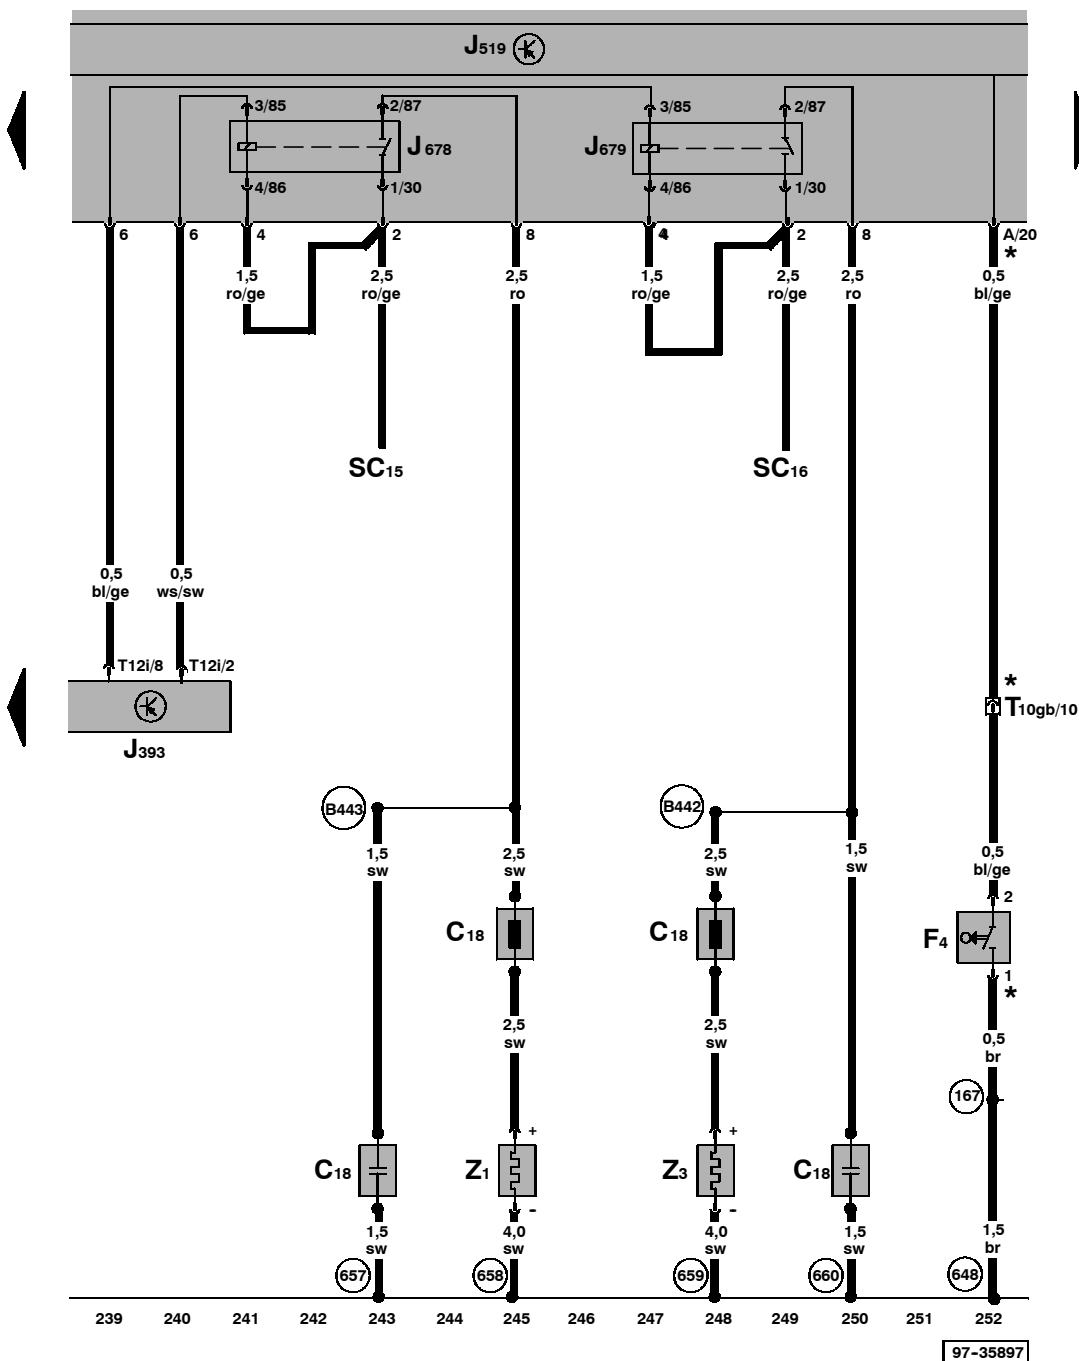 J519
3/85
2/87
J678
4/86
1/30
3/85
2/87
J679
4/86
1/30
6
6
4
2
8
4
2
8
A/20
*
1,5
ro/ge
2,5
ro/ge
2,5
ro
1,5
ro/ge
2,5
ro/ge
2,5
ro
0,5
bl/ge
SC15
SC16
0,5
bl/ge
0,5
ws/sw
T12i/8
T12i/2
J393
*
T10gb/10
B443
B442
1,5
sw
2,5
sw
2,5
sw
1,5
sw
0,5
bl/ge
2
C18
C18
F4
1
*
2,5
sw
2,5
sw
0,5
br
167
+
+
C18
Z1
Z3
C18
-
-
1,5
sw
4,0
sw
4,0
sw
1,5
sw
1,5
br
657
658
659
660
648
239 240 241 242 243 244 245 246 247 248 249 250 251 252
97-35897